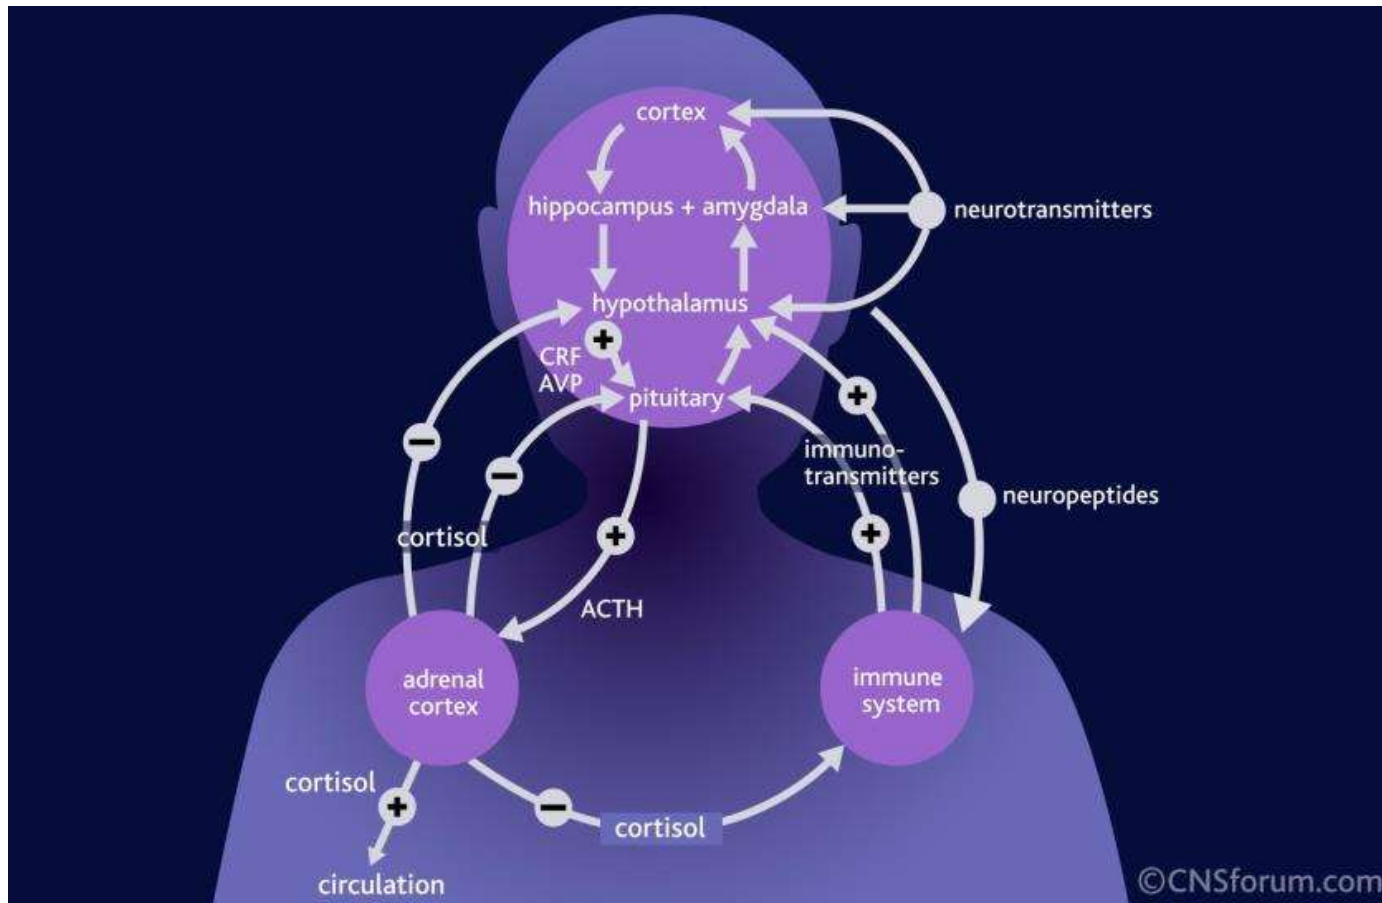 cortex
hippocampus + amygdala
neurotransmitters
hypothalamus
+
CRF
AVP
pituitary
+
−
immuno-
transmitters
−
neuropeptides
cortisol
+
+
ACTH
adrenal
cortex
immune
system
cortisol
+
−
cortisol
circulation
©CNSforum.com